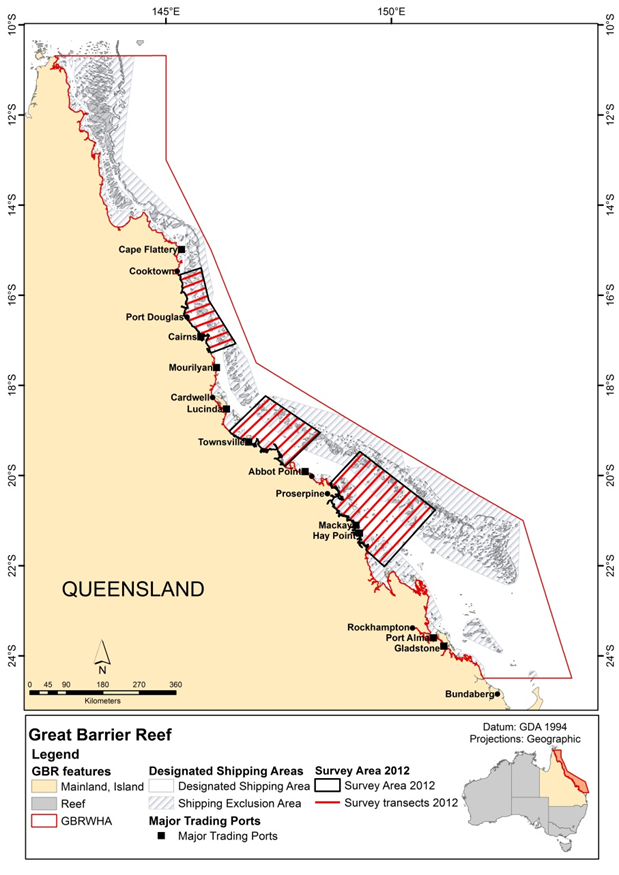 145°E 150°E
10°S 10°S
12°S 12°S
14°S 14°S
Cape Flattery
Cooktown
16°S 16°S
Port Douglas
Cairns
Mourilyan
18°S 18°S
Cardwell
Lucinda
Townsville
20°S 20°S
Abbot Point
Proserpine
Mackay
Hay Point
22°S 22°S
QUEENSLAND
Rockhampton
Port Alma
Gladstone
24°S 24°S
N
0 45 90 180 270 360
Kilometers
Bundaberg
Great Barrier Reef
Datum: GDA 1994
Projections: Geographic
Legend
GBR features Designated Shipping Areas Survey Area 2012
Mainland, Island Designated Shipping Area Survey Area 2012
Reef Shipping Exclusion Area Survey transects 2012
GBRWHA Major Trading Ports
Major Trading Ports